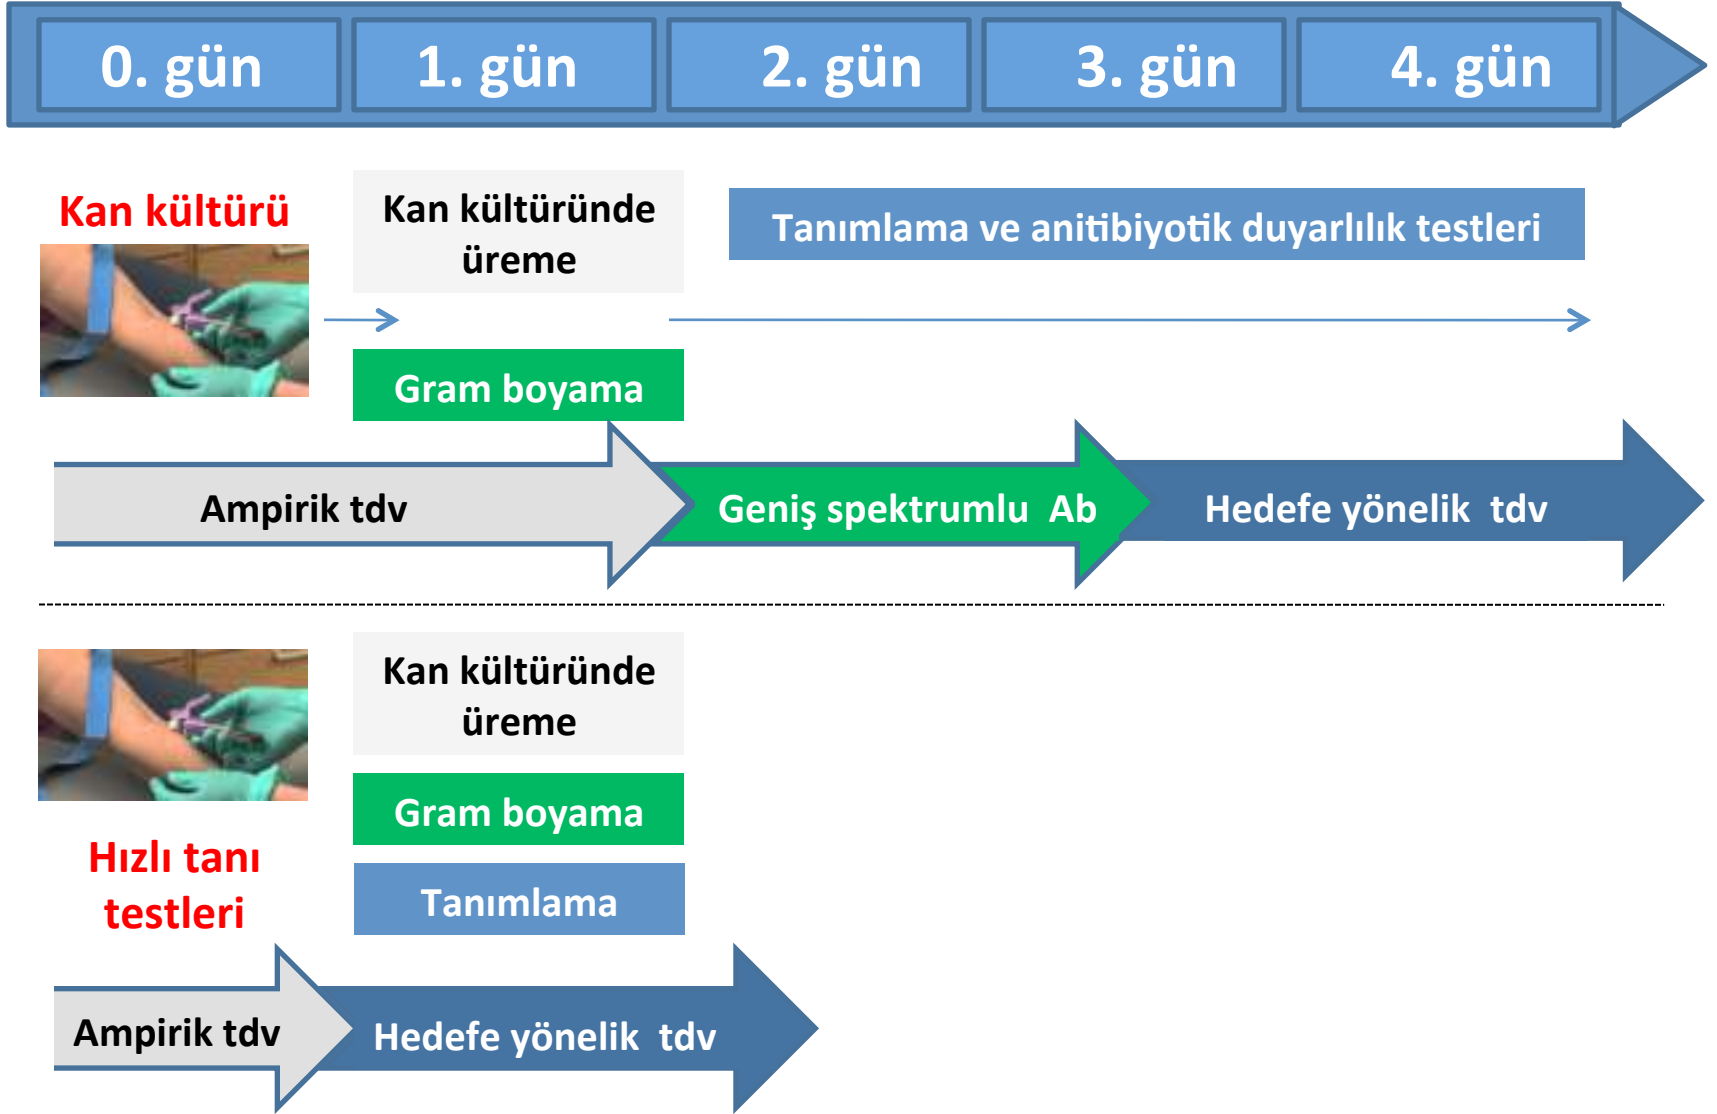 0. gün
1. gün
2. gün
3. gün
4. gün
Kan kültürü
Kan kültüründe
üreme
Tanımlama ve anitibiyotik duyarlılık testleri
Gram boyama
Ampirik tdv
Geniş spektrumlu Ab
Hedefe yönelik tdv
Kan kültüründe
üreme
Gram boyama
Hızlı tanı
testleri
Tanımlama
Ampirik tdv
Hedefe yönelik tdv